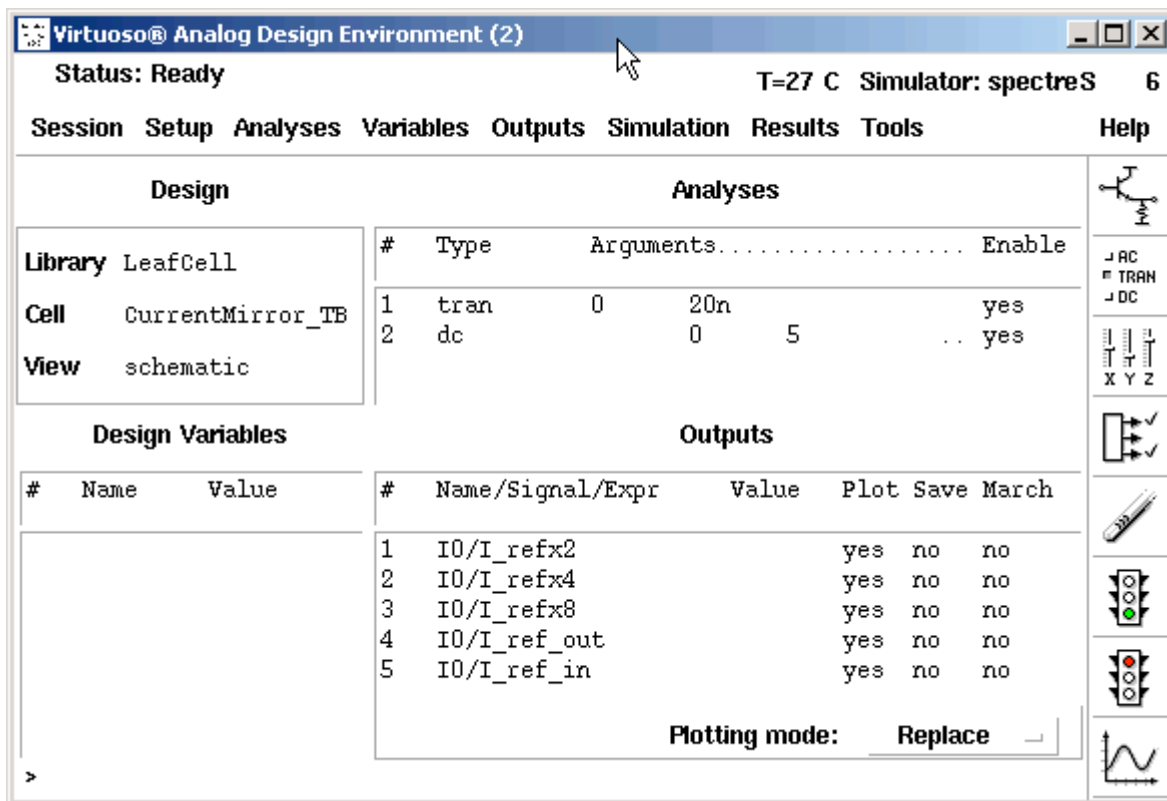 Virtuoso® Analog Design Environment (2)
Status: Ready
T=27 C Simulator: spectreS 6
Session Setup Analyses Variables Outputs Simulation Results Tools Help
Design
Library LeafCell
Cell CurrentMirror_TB
View schematic
Analyses
# Type Arguments................... Enable
1 tran 0 20n yes
2 dc 0 5 .. yes
Design Variables
# Name Value
Outputs
# Name/Signal/Expr Value Plot Save March
1 I0/I_refx2 yes no no
2 I0/I_refx4 yes no no
3 I0/I_refx8 yes no no
4 I0/I_ref_out yes no no
5 I0/I_ref_in yes no no
Plotting mode: Replace
>
AC
TRAN
DC
X Y Z